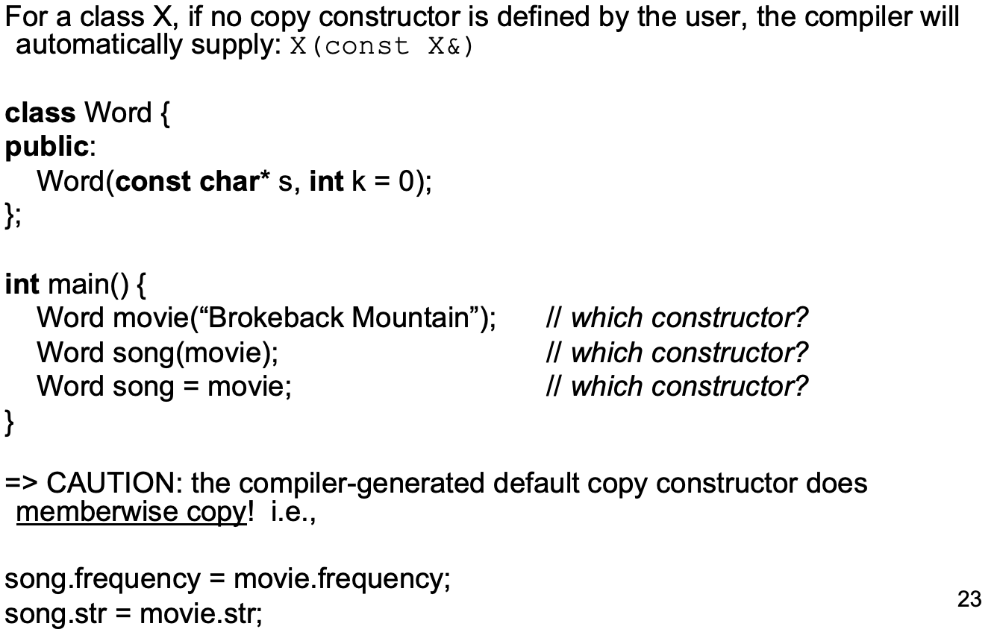 For a class X, if no copy constructor is defined by the user, the compiler will
automatically supply: X(const X&)
class Word {
public:
Word(const char* s, int k = 0);
};
int main() {
Word movie(“Brokeback Mountain”); // which constructor?
Word song(movie); // which constructor?
Word song = movie; // which constructor?
}
=> CAUTION: the compiler-generated default copy constructor does
memberwise copy! i.e.,
song.frequency = movie.frequency;
song.str = movie.str;
23